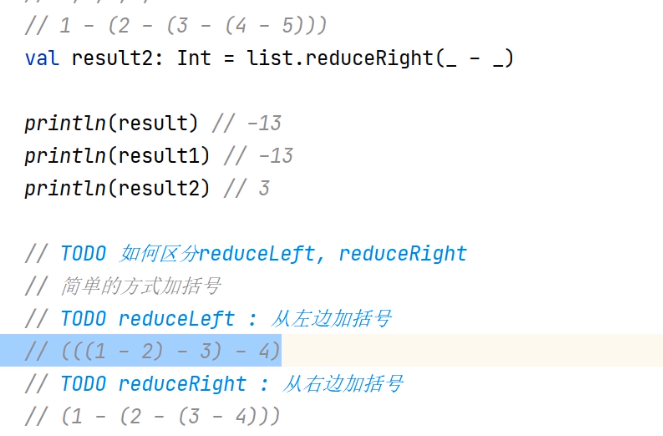 // 1 - (2 - (3 - (4 - 5)))
val result2: Int = list.reduceRight(_ - _)
println(result) // -13
println(result1) // -13
println(result2) // 3
// TODO 如何区分reduceLeft, reduceRight
// 简单的方式加括号
// TODO reduceLeft : 从左边加括号
// (((1 - 2) - 3) - 4)
// TODO reduceRight : 从右边加括号
// (1 - (2 - (3 - 4)))